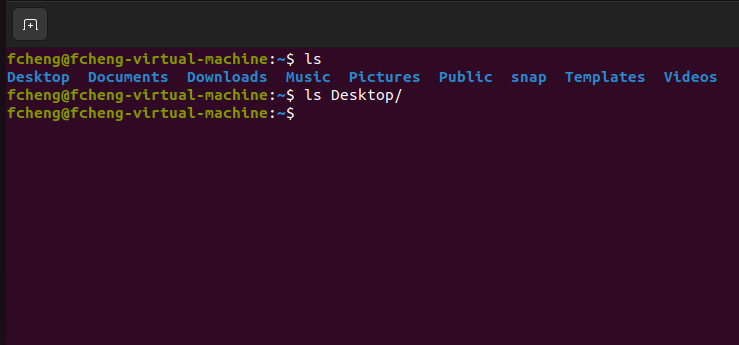 fcheng@fcheng-virtual-machine:~$ ls
Desktop  Documents  Downloads  Music  Pictures  Public  snap  Templates  Videos
fcheng@fcheng-virtual-machine:~$ ls Desktop/
fcheng@fcheng-virtual-machine:~$